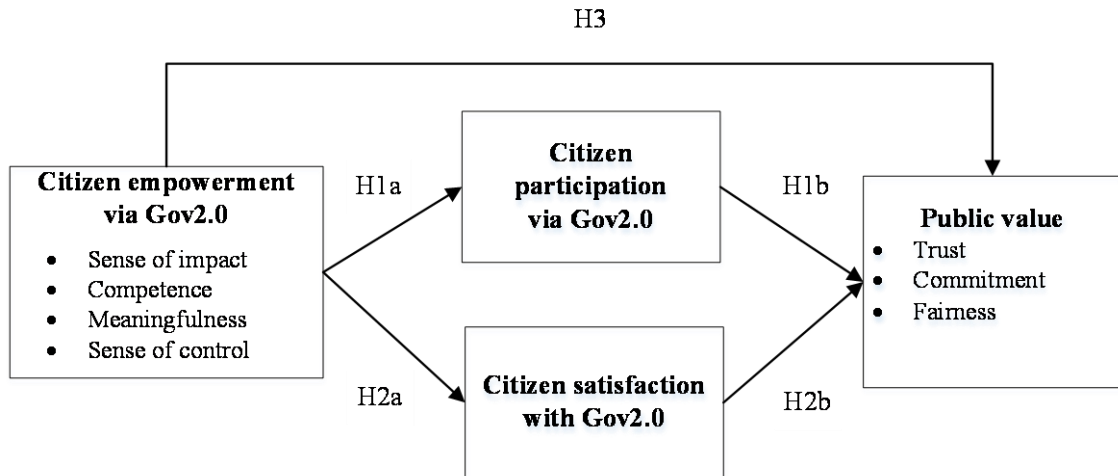 H3
Citizen empowerment
via Gov2.0
• Sense of impact
• Competence
• Meaningfulness
• Sense of control
H1a
H2a
Citizen
participation
via Gov2.0
Citizen satisfaction
with Gov2.0
H1b
H2b
Public value
• Trust
• Commitment
• Fairness